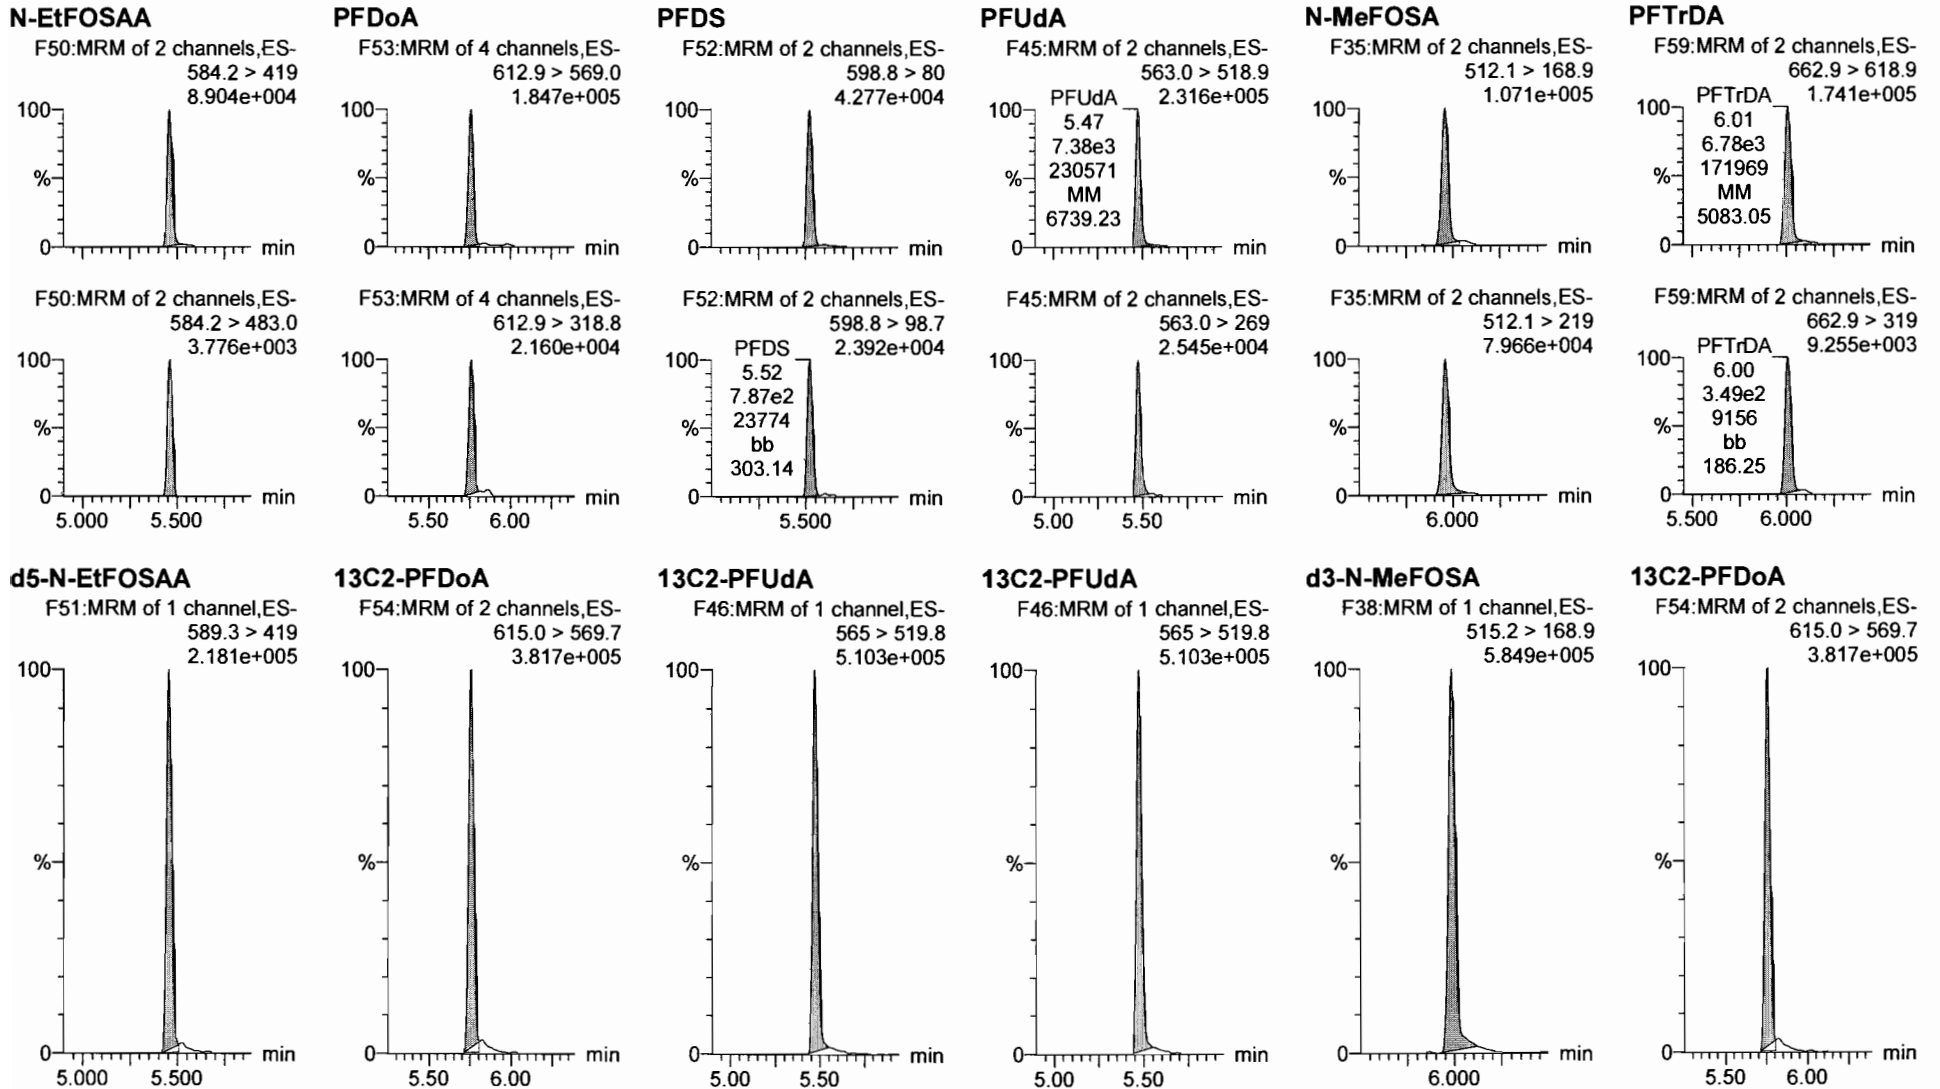 N-EtFOSAA
F50:MRM of 2 channels,ES-
584.2 > 419
8.904e+004
100
%
0
min
F50:MRM of 2 channels,ES-
584.2 > 483.0
3.776e+003
100
%
0
min
5.000 5.500
d5-N-EtFOSAA
F51:MRM of 1 channel,ES-
589.3 > 419
2.181e+005
100
%
0
min
5.000 5.500
PFDoA
F53:MRM of 4 channels,ES-
612.9 > 569.0
1.847e+005
100
%
0
min
F53:MRM of 4 channels,ES-
612.9 > 318.8
2.160e+004
100
%
0
min
5.50 6.00
13C2-PFDoA
F54:MRM of 2 channels,ES-
615.0 > 569.7
3.817e+005
100
%
0
min
5.50 6.00
PFDS
F52:MRM of 2 channels,ES-
598.8 > 80
4.277e+004
100
%
0
min
F52:MRM of 2 channels,ES-
598.8 > 98.7
2.392e+004
PFDS
5.52
7.87e2
23774
bb
303.14
100
%
0
min
5.500
13C2-PFUdA
F46:MRM of 1 channel,ES-
565 > 519.8
5.103e+005
100
%
0
min
5.00 5.50
PFUdA
F45:MRM of 2 channels,ES-
563.0 > 518.9
2.316e+005
PFUdA
5.47
7.38e3
230571
MM
6739.23
100
%
0
min
F45:MRM of 2 channels,ES-
563.0 > 269
2.545e+004
100
%
0
min
5.00 5.50
13C2-PFUdA
F46:MRM of 1 channel,ES-
565 > 519.8
5.103e+005
100
%
0
min
5.00 5.50
N-MeFOSA
F35:MRM of 2 channels,ES-
512.1 > 168.9
1.071e+005
100
%
0
min
F35:MRM of 2 channels,ES-
512.1 > 219
7.966e+004
100
%
0
min
6.000
d3-N-MeFOSA
F38:MRM of 1 channel,ES-
515.2 > 168.9
5.849e+005
100
%
0
min
6.000
PFTrDA
F59:MRM of 2 channels,ES-
662.9 > 618.9
1.741e+005
PFTrDA
6.01
6.78e3
171969
MM
5083.05
100
%
0
min
F59:MRM of 2 channels,ES-
662.9 > 319
9.255e+003
PFTrDA
6.00
3.49e2
9156
bb
186.25
100
%
0
min
5.500 6.000
13C2-PFDoA
F54:MRM of 2 channels,ES-
615.0 > 569.7
3.817e+005
100
%
0
min
5.50 6.00